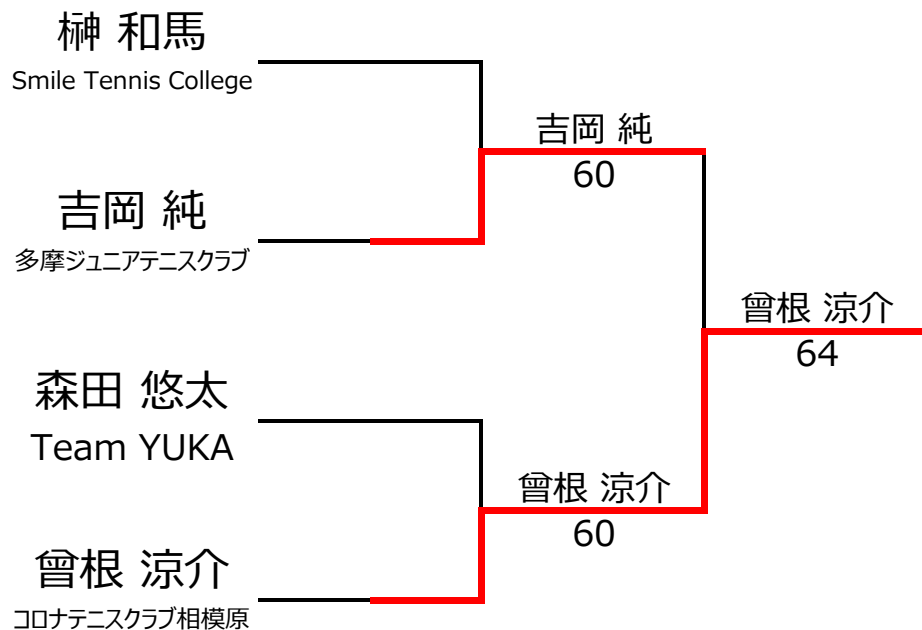 榊 和馬
Smile Tennis College
吉岡 純
60
吉岡 純
多摩ジュニアテニスクラブ
曾根 涼介
64
森田 悠太
Team YUKA
曾根 涼介
60
曾根 涼介
コロナテニスクラブ相模原